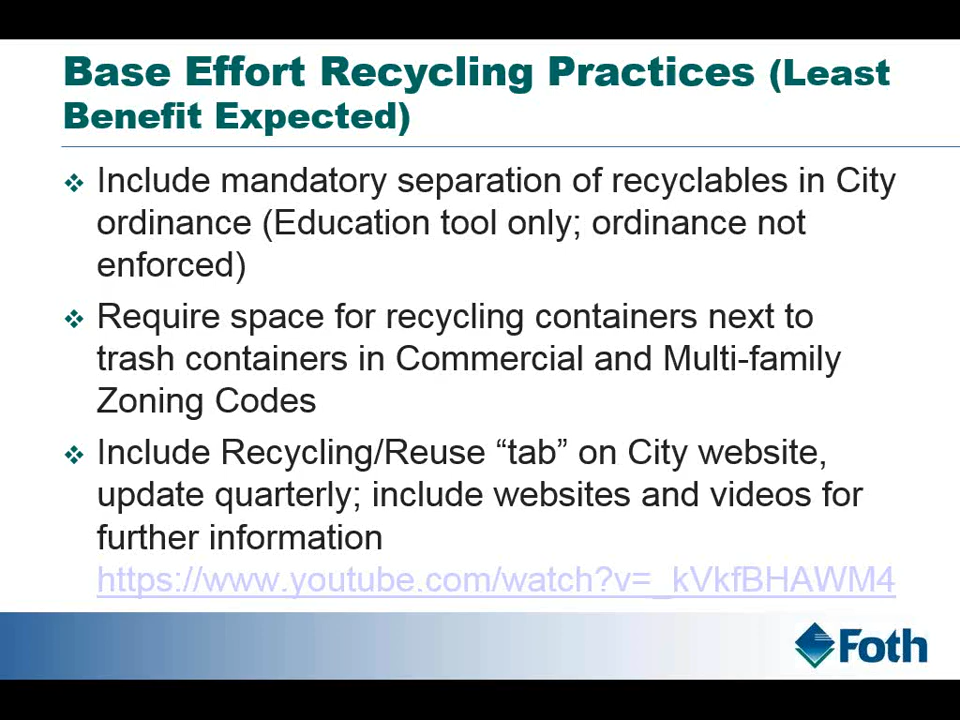 Base Effort Recycling Practices (Least
Benefit Expected)
Include mandatory separation of recyclables in City
ordinance (Education tool only; ordinance not
enforced)
Require space for recycling containers next to
trash containers in Commercial and Multi-family
Zoning Codes
Include Recycling/Reuse “tab” on City website,
update quarterly; include websites and videos for
further information
https://www.youtube.com/watch?v=_kVkfBHAWM4
Foth